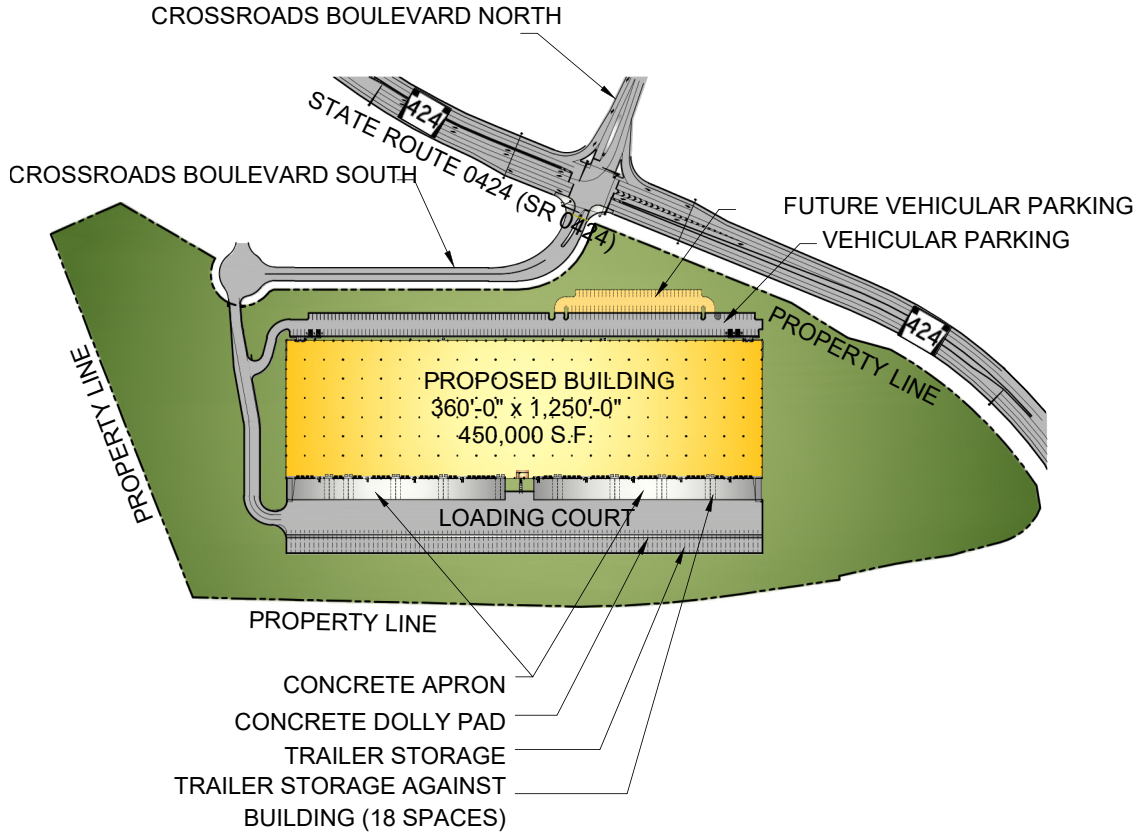 CROSSROADS BOULEVARD NORTH
424
STATE ROUTE 0424 (SR 0424)
CROSSROADS BOULEVARD SOUTH
FUTURE VEHICULAR PARKING
VEHICULAR PARKING
424
PROPERTY LINE
PROPERTY LINE
PROPOSED BUILDING
360'-0" x 1,250'-0"
450,000 S.F.
LOADING COURT
PROPERTY LINE
CONCRETE APRON
CONCRETE DOLLY PAD
TRAILER STORAGE
TRAILER STORAGE AGAINST
BUILDING (18 SPACES)